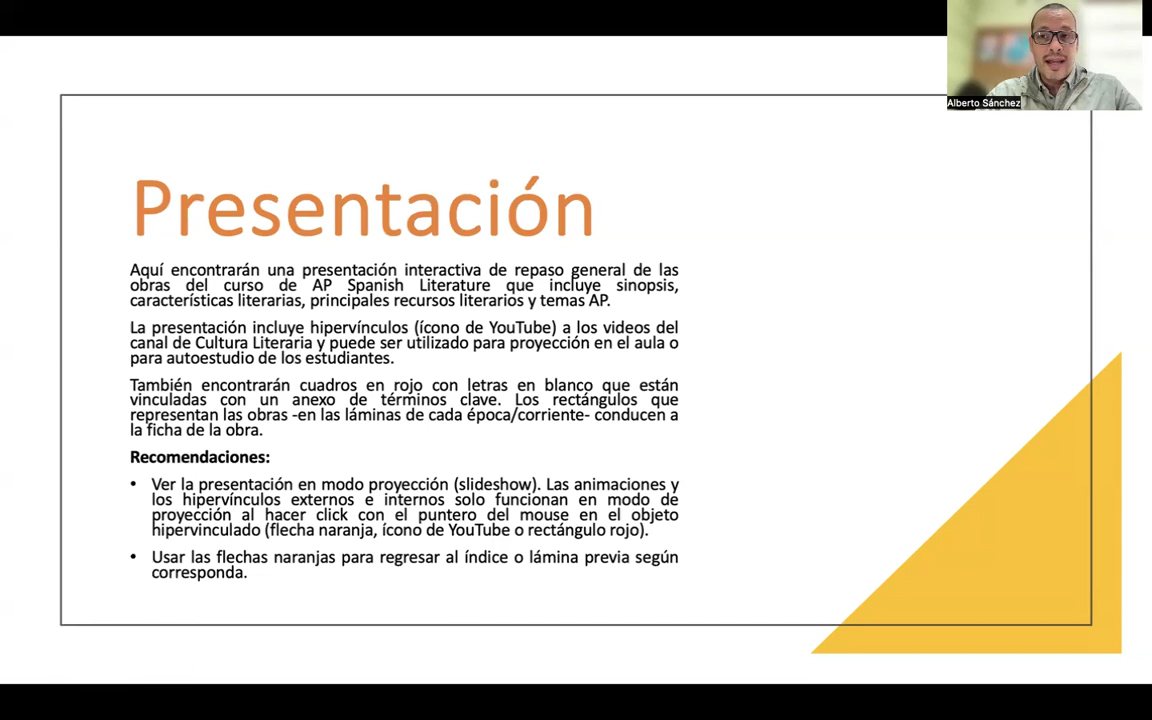 Alberto Sánchez
Presentación
Aquí encontrarán una presentación interactiva de repaso general de las
obras del curso de AP Spanish Literature que incluye sinopsis,
características literarias, principales recursos literarios y temas AP.
La presentación incluye hipervínculos (ícono de YouTube) a los videos del
canal de Cultura Literaria y puede ser utilizado para proyección en el aula o
para autoestudio de los estudiantes.
También encontrarán cuadros en rojo con letras en blanco que están
vinculadas con un anexo de términos clave. Los rectángulos que
representan las obras -en las láminas de cada época/corriente- conducen a
la ficha de la obra.
Recomendaciones:
• Ver la presentación en modo proyección (slideshow). Las animaciones y
los hipervínculos externos e internos solo funcionan en modo de
proyección al hacer click con el puntero del mouse en el objeto
hipervinculado (flecha naranja, ícono de YouTube o rectángulo rojo).
• Usar las flechas naranjas para regresar al índice o lámina previa según
corresponda.